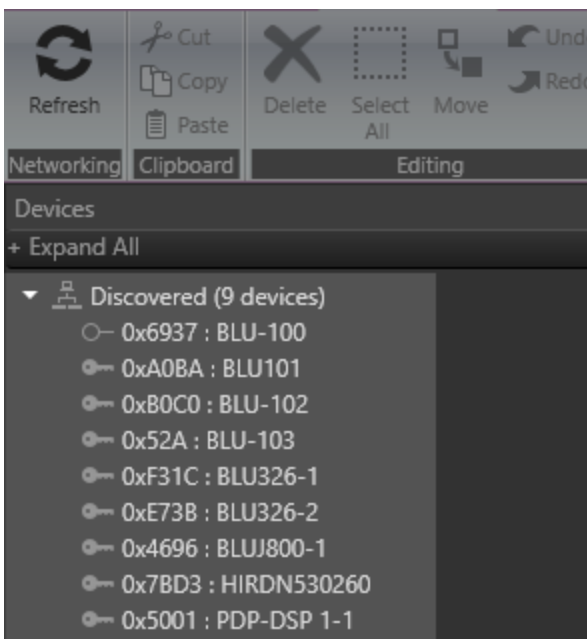 Refresh
Networking
Cut
Copy
Paste
Clipboard
Delete
Select
All
Move
Editing
Devices
+ Expand All
Discovered (9 devices)
0x6937 : BLU-100
0xA0BA : BLU101
0xB0C0 : BLU-102
0x52A : BLU-103
0xF31C : BLU326-1
0xE73B : BLU326-2
0x4696 : BLUJ800-1
0x7BD3 : HIRDN530260
0x5001 : PDP-DSP 1-1